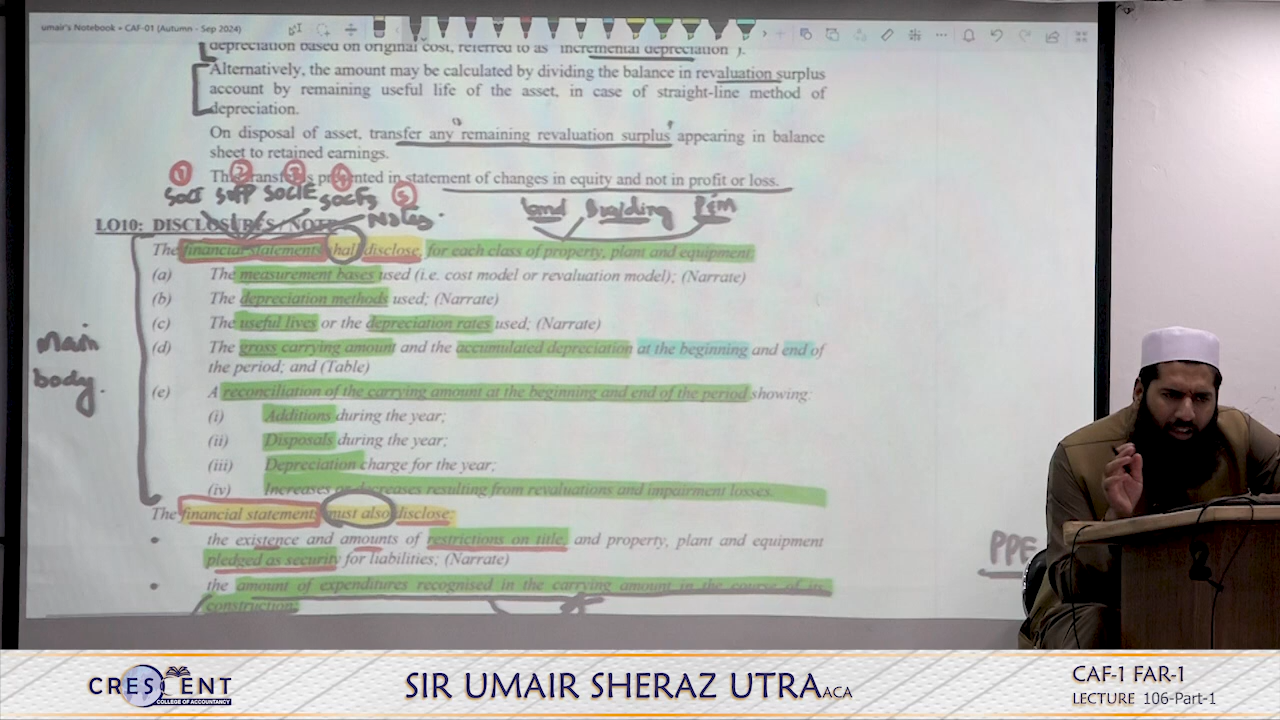 umair's Notebook • CAF-01 (Autumn - Sep 2024)
depreciation based on original cost, referred to as "incremental depreciation").
Alternatively, the amount may be calculated by dividing the balance in revaluation surplus
account by remaining useful life of the asset, in case of straight-line method of
depreciation.
On disposal of asset, transfer any remaining revaluation surplus appearing in balance
sheet to retained earnings.
presented in statement of changes in equity and not in profit or loss.
1 2 3 4 5
SOCI SOFP SOCIE SOCFs Notes.
Land Building P&M
LO10: DISCLOSURES / NOTE
The financial statements shall disclose, for each class of property, plant and equipment:
(a) The measurement bases used (i.e. cost model or revaluation model); (Narrate)
(b) The depreciation methods used; (Narrate)
(c) The useful lives or the depreciation rates used; (Narrate)
(d) The gross carrying amount and the accumulated depreciation at the beginning and end of
the period; and (Table)
(e) A reconciliation of the carrying amount at the beginning and end of the period showing:
(i) Additions during the year;
(ii) Disposals during the year;
(iii) Depreciation charge for the year;
(iv) Increases or decreases resulting from revaluations and impairment losses.
Main
body.
The financial statements must also disclose:
• the existence and amounts of restrictions on title, and property, plant and equipment
pledged as security for liabilities; (Narrate)
• the amount of expenditures recognised in the carrying amount in the course of its
construction;
PPE
CRESCENT
COLLEGE OF ACCOUNTANCY
SIR UMAIR SHERAZ UTRA ACA
CAF-1 FAR-1
LECTURE 106-Part-1